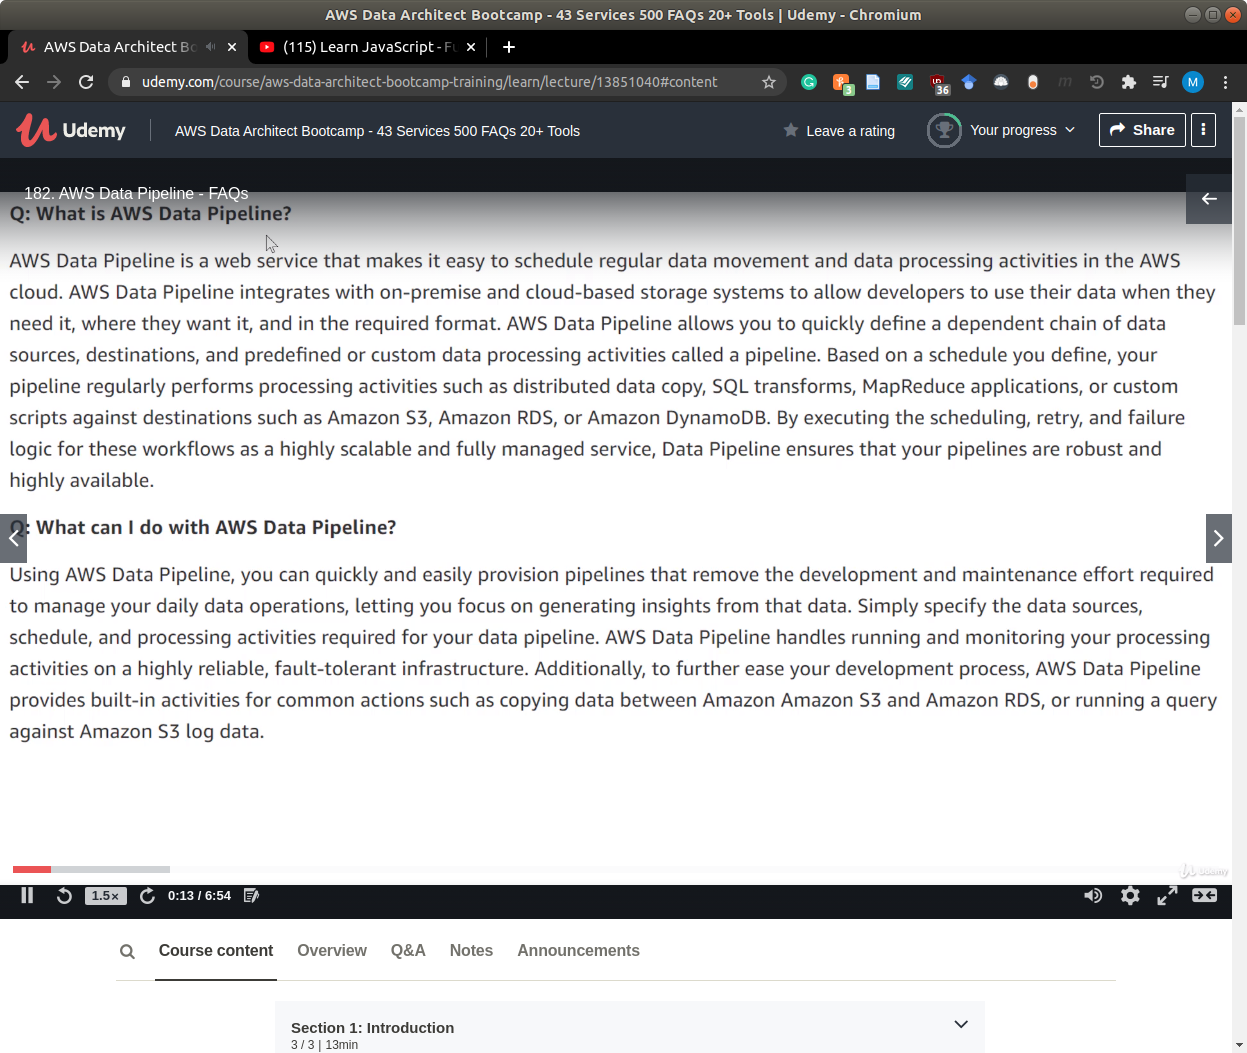 AWS Data Architect Bootcamp - 43 Services 500 FAQs 20+ Tools | Udemy - Chromium
AWS Data Architect Bo
(115) Learn JavaScript - Fu
udemy.com/course/aws-data-architect-bootcamp-training/learn/lecture/13851040#content
3
36
M
Udemy
AWS Data Architect Bootcamp - 43 Services 500 FAQs 20+ Tools
Leave a rating
Your progress
Share
182. AWS Data Pipeline - FAQs
Q: What is AWS Data Pipeline?
AWS Data Pipeline is a web service that makes it easy to schedule regular data movement and data processing activities in the AWS
cloud. AWS Data Pipeline integrates with on-premise and cloud-based storage systems to allow developers to use their data when they
need it, where they want it, and in the required format. AWS Data Pipeline allows you to quickly define a dependent chain of data
sources, destinations, and predefined or custom data processing activities called a pipeline. Based on a schedule you define, your
pipeline regularly performs processing activities such as distributed data copy, SQL transforms, MapReduce applications, or custom
scripts against destinations such as Amazon S3, Amazon RDS, or Amazon DynamoDB. By executing the scheduling, retry, and failure
logic for these workflows as a highly scalable and fully managed service, Data Pipeline ensures that your pipelines are robust and
highly available.
Q: What can I do with AWS Data Pipeline?
Using AWS Data Pipeline, you can quickly and easily provision pipelines that remove the development and maintenance effort required
to manage your daily data operations, letting you focus on generating insights from that data. Simply specify the data sources,
schedule, and processing activities required for your data pipeline. AWS Data Pipeline handles running and monitoring your processing
activities on a highly reliable, fault-tolerant infrastructure. Additionally, to further ease your development process, AWS Data Pipeline
provides built-in activities for common actions such as copying data between Amazon Amazon S3 and Amazon RDS, or running a query
against Amazon S3 log data.
Udemy
1.5×
0:13 / 6:54
Course content
Overview
Q&A
Notes
Announcements
Section 1: Introduction
3 / 3 | 13min